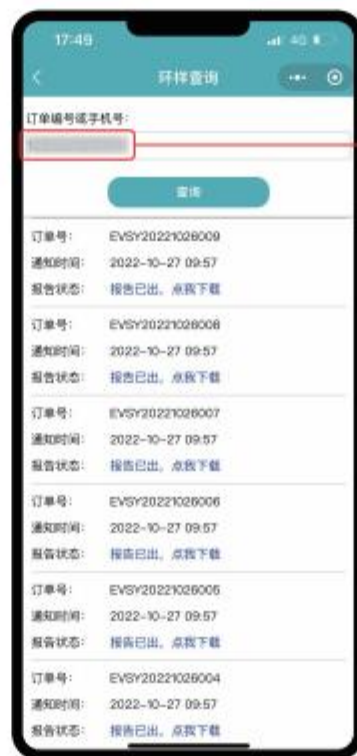 17:49
4G
环样查询
订单编号或手机号:
查询
订单号: EVSY20221026009
通知时间: 2022-10-27 09:57
报告状态: 报告已出，点我下载
订单号: EVSY20221026008
通知时间: 2022-10-27 09:57
报告状态: 报告已出，点我下载
订单号: EVSY20221026007
通知时间: 2022-10-27 09:57
报告状态: 报告已出，点我下载
订单号: EVSY20221026006
通知时间: 2022-10-27 09:57
报告状态: 报告已出，点我下载
订单号: EVSY20221026005
通知时间: 2022-10-27 09:57
报告状态: 报告已出，点我下载
订单号: EVSY20221026004
通知时间: 2022-10-27 09:57
报告状态: 报告已出，点我下载